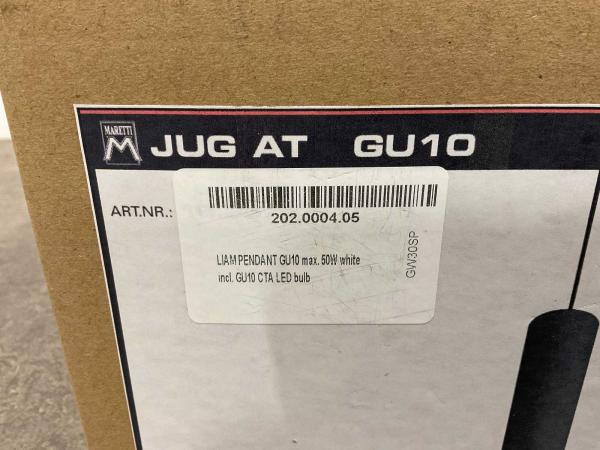 MARETTI
M
JUG AT GU10
ART.NR.:
202.0004.05
LIAM PENDANT GU10 max. 50W white
incl. GU10 CTA LED bulb
GW30SP